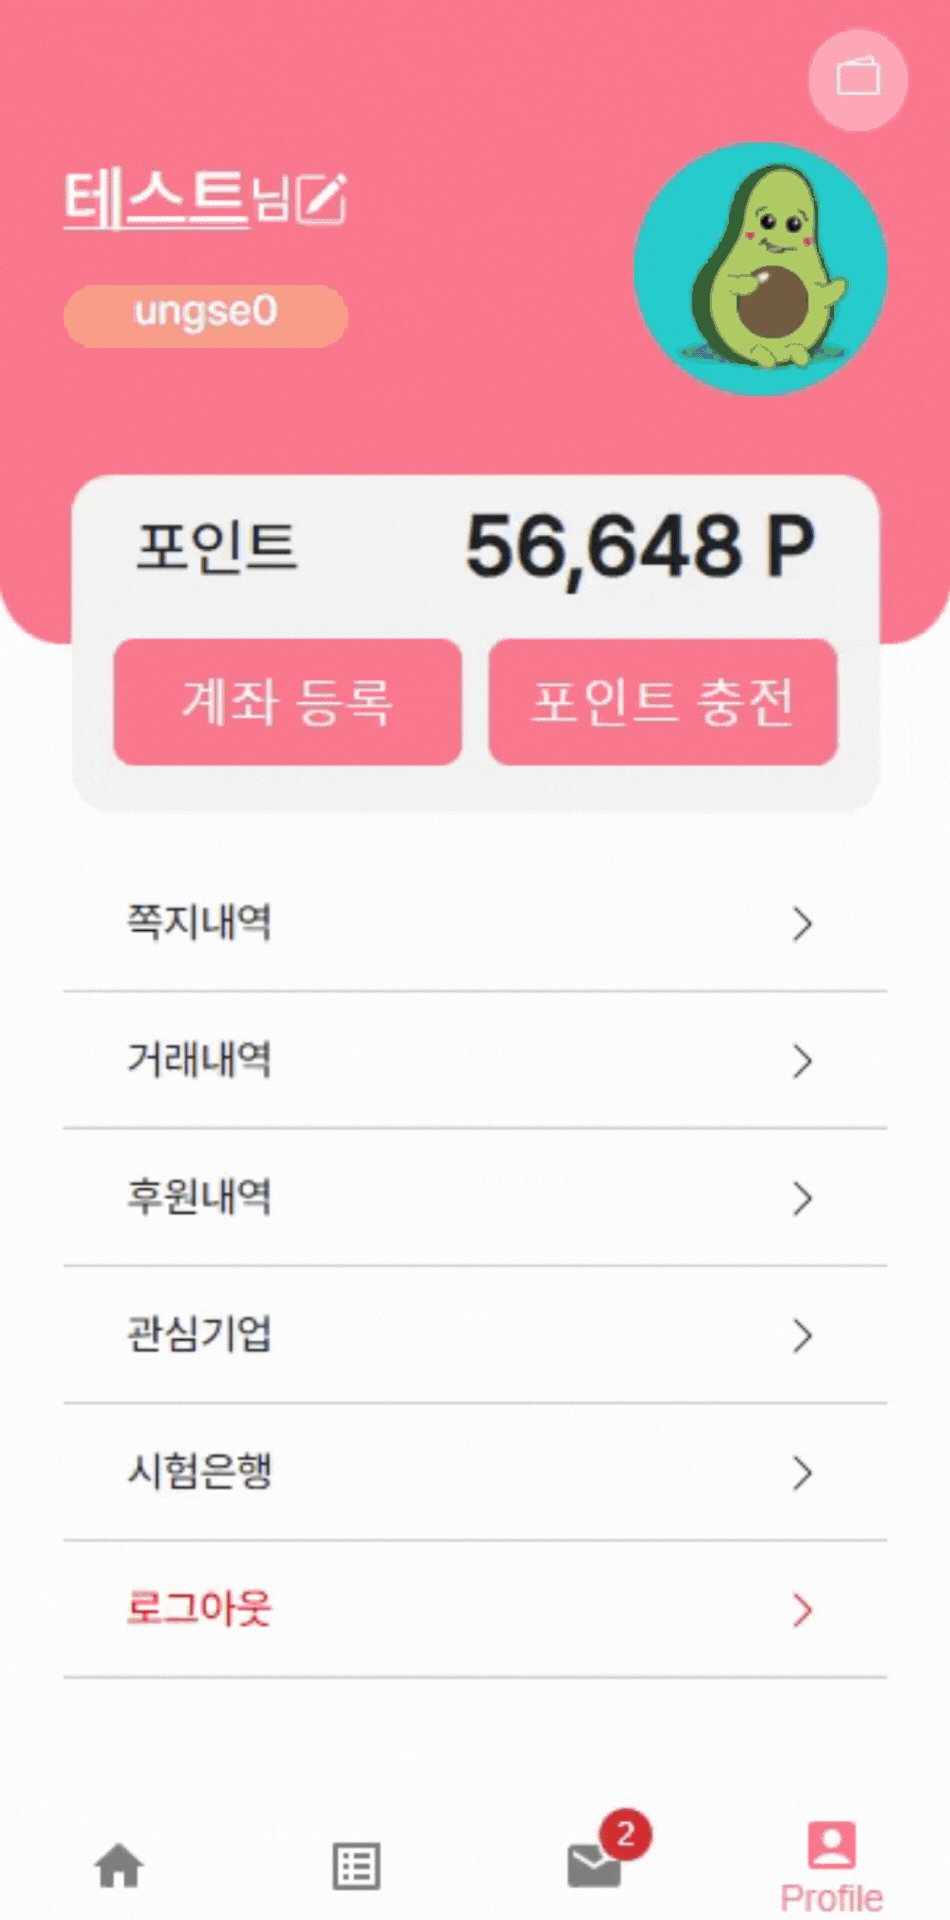 테스트님
ungse0
포인트 56,648 P
계좌 등록 포인트 충전
쪽지내역
거래내역
후원내역
관심기업
시험은행
로그아웃
2
Profile